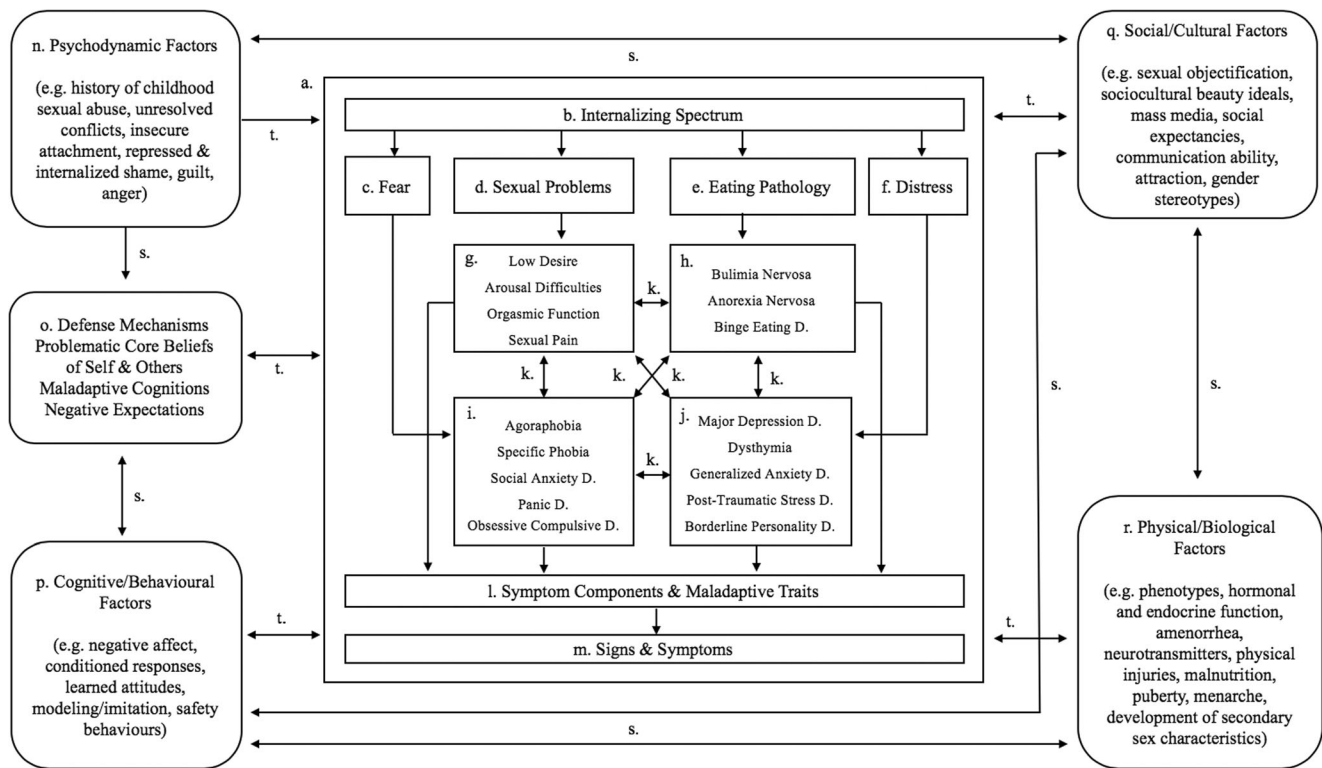 n. Psychodynamic Factors
(e.g. history of childhood
sexual abuse, unresolved
conflicts, insecure
attachment, repressed &
internalized shame, guilt,
anger)
s.
q. Social/Cultural Factors
(e.g. sexual objectification,
sociocultural beauty ideals,
mass media, social
expectancies,
communication ability,
attraction, gender
stereotypes)
t.
t.
a.
b. Internalizing Spectrum
c. Fear
d. Sexual Problems
e. Eating Pathology
f. Distress
s.
g.
Low Desire
Arousal Difficulties
Orgasmic Function
Sexual Pain
k.
h.
Bulimia Nervosa
Anorexia Nervosa
Binge Eating D.
o. Defense Mechanisms
Problematic Core Beliefs
of Self & Others
Maladaptive Cognitions
Negative Expectations
t.
k.
k.
k.
k.
s.
s.
i.
Agoraphobia
Specific Phobia
Social Anxiety D.
Panic D.
Obsessive Compulsive D.
k.
j.
Major Depression D.
Dysthymia
Generalized Anxiety D.
Post-Traumatic Stress D.
Borderline Personality D.
s.
p. Cognitive/Behavioural
Factors
(e.g. negative affect,
conditioned responses,
learned attitudes,
modeling/imitation, safety
behaviours)
t.
l. Symptom Components & Maladaptive Traits
m. Signs & Symptoms
t.
r. Physical/Biological
Factors
(e.g. phenotypes, hormonal
and endocrine function,
amenorrhea,
neurotransmitters, physical
injuries, malnutrition,
puberty, menarche,
development of secondary
sex characteristics)
s.